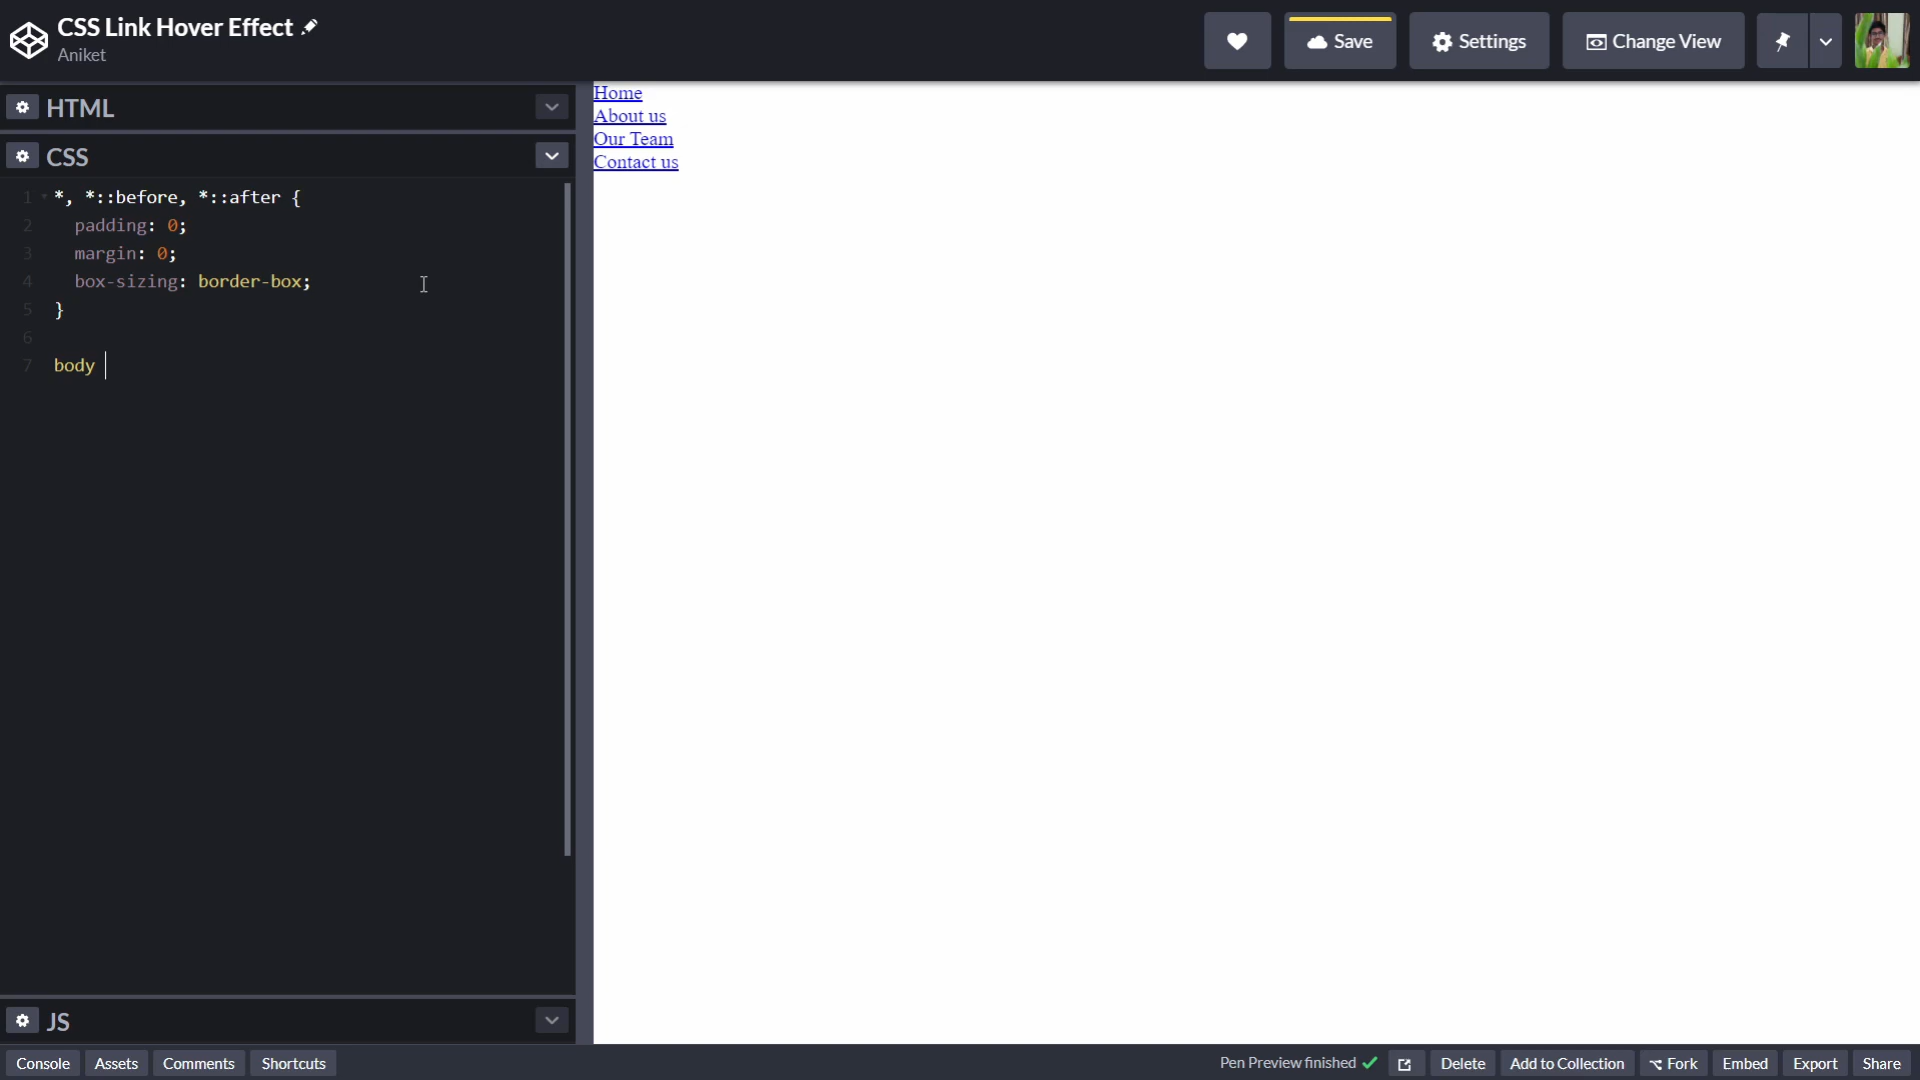 CSS Link Hover Effect
Aniket
Save
Settings
Change View
HTML
CSS
1 *, *::before, *::after {
2 padding: 0;
3 margin: 0;
4 box-sizing: border-box;
5 }
6
7 body
Home
About us
Our Team
Contact us
JS
Console Assets Comments Shortcuts
Pen Preview finished
Delete Add to Collection Fork Embed Export Share